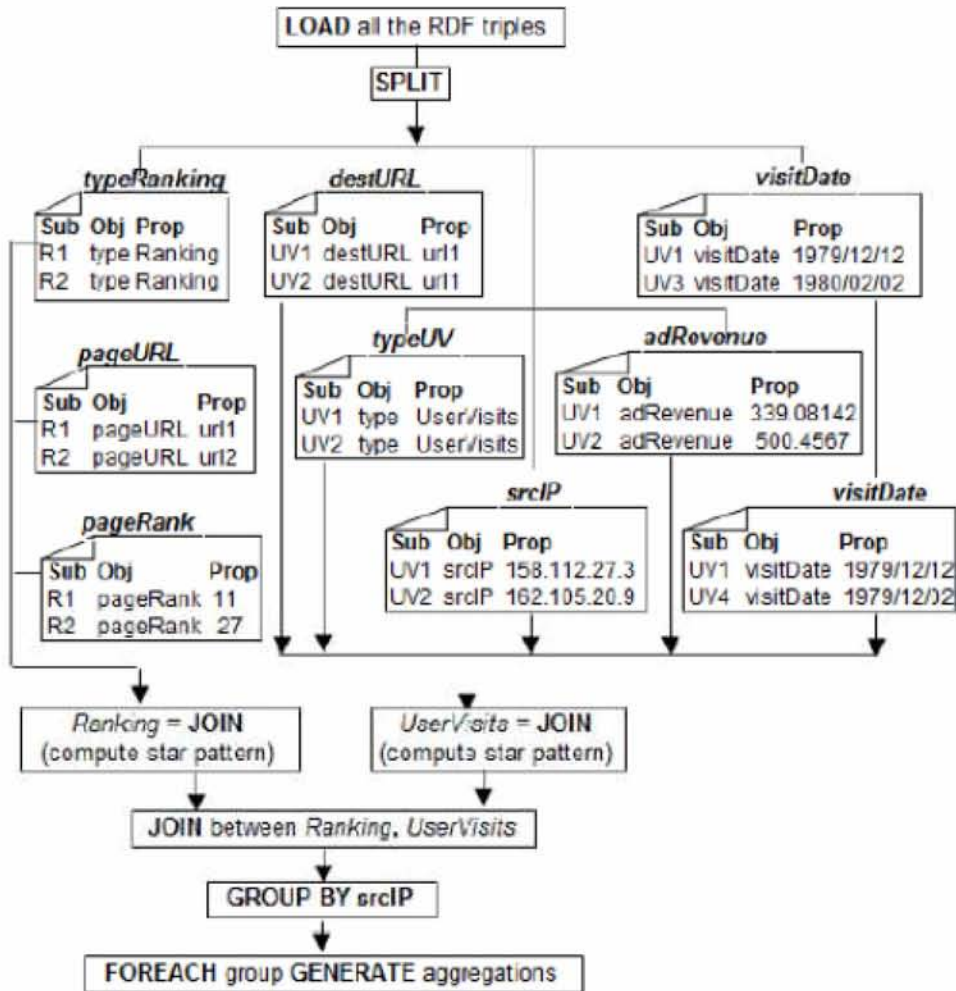 LOAD all the RDF triples
SPLIT
typeRanking
Sub Obj Prop
R1 type Ranking
R2 type Ranking
destURL
Sub Obj Prop
UV1 destURL url1
UV2 destURL url1
visitDate
Sub Obj Prop
UV1 visitDate 1979/12/12
UV3 visitDate 1980/02/02
pageURL
Sub Obj Prop
R1 pageURL url1
R2 pageURL url2
typeUV
Sub Obj Prop
UV1 type UserVisits
UV2 type UserVisits
adRevenue
Sub Obj Prop
UV1 adRevenue 339.08142
UV2 adRevenue 500.4567
pageRank
Sub Obj Prop
R1 pageRank 11
R2 pageRank 27
srcIP
Sub Obj Prop
UV1 srcIP 158.112.27.3
UV2 srcIP 162.105.20.9
visitDate
Sub Obj Prop
UV1 visitDate 1979/12/12
UV4 visitDate 1979/12/02
Ranking = JOIN
(compute star pattern)
UserVisits = JOIN
(compute star pattern)
JOIN between Ranking, UserVisits
GROUP BY srcIP
FOREACH group GENERATE aggregations